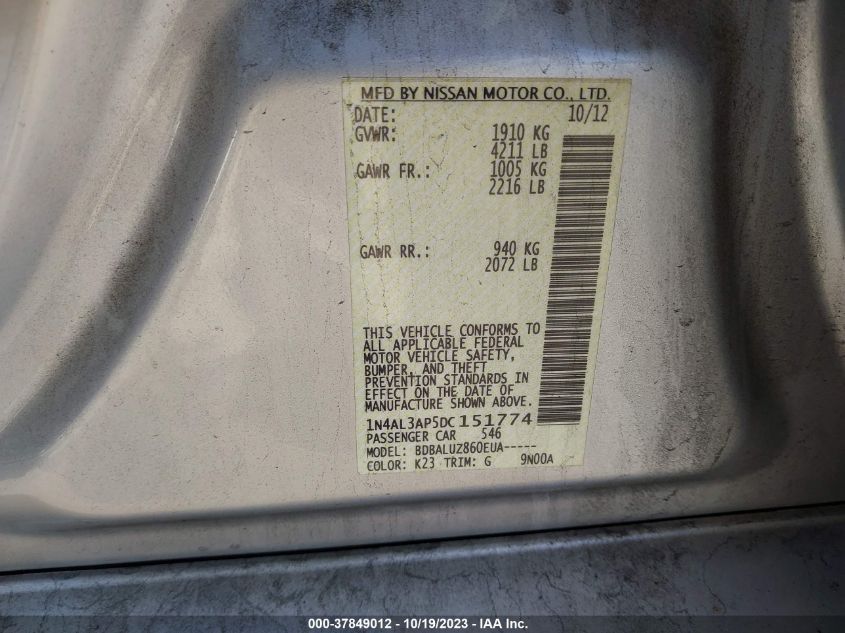 MFD BY NISSAN MOTOR CO., LTD.
DATE: 10/12
GVWR: 1910 KG
4211 LB
GAWR FR.: 1005 KG
2216 LB
GAWR RR.: 940 KG
2072 LB
THIS VEHICLE CONFORMS TO
ALL APPLICABLE FEDERAL
MOTOR VEHICLE SAFETY,
BUMPER, AND THEFT
PREVENTION STANDARDS IN
EFFECT ON THE DATE OF
MANUFACTURE SHOWN ABOVE.
1N4AL3AP5DC151774
PASSENGER CAR 546
MODEL: BDBALUZ860EUA-----
COLOR: K23 TRIM: G 9N00A
000-37849012 - 10/19/2023 - IAA Inc.